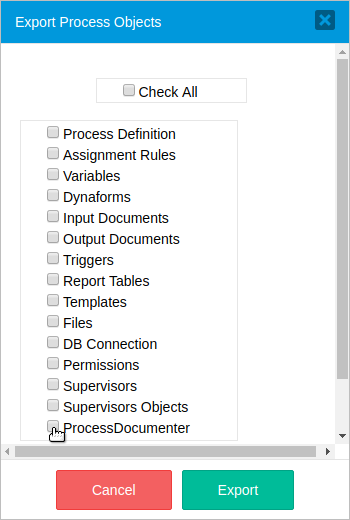 Export Process Objects
Check All
Process Definition
Assignment Rules
Variables
Dynaforms
Input Documents
Output Documents
Triggers
Report Tables
Templates
Files
DB Connection
Permissions
Supervisors
Supervisors Objects
ProcessDocumenter
Cancel
Export